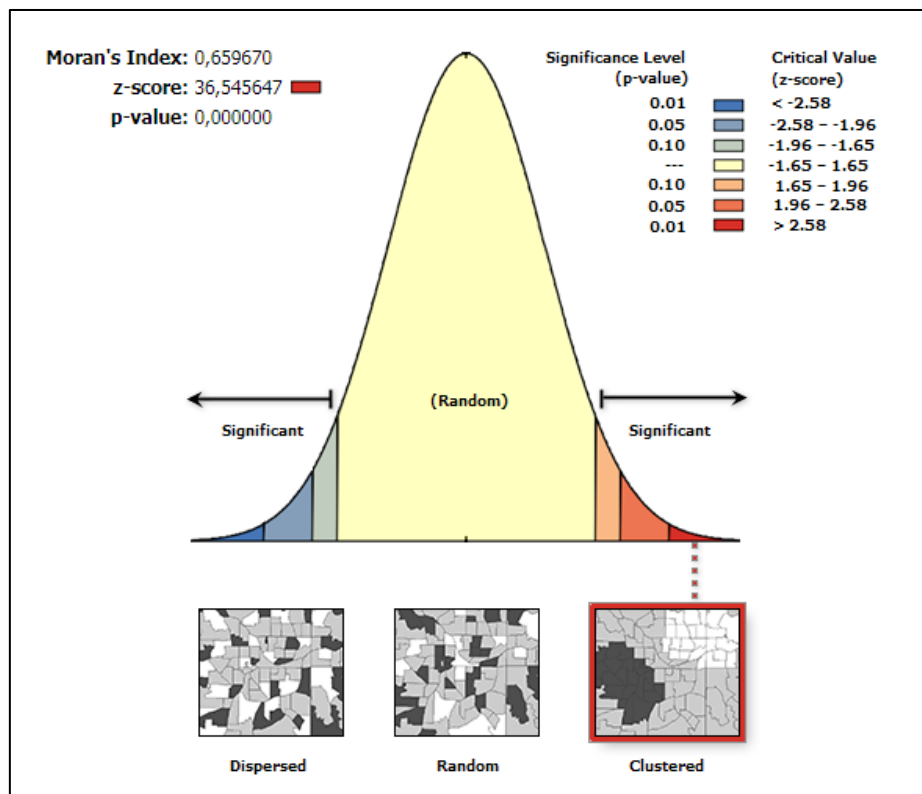 Moran's Index: 0,659670
z-score: 36,545647
p-value: 0,000000
Significance Level
(p-value)
Critical Value
(z-score)
0.01 < -2.58
0.05 -2.58 – -1.96
0.10 -1.96 – -1.65
--- -1.65 – 1.65
0.10 1.65 – 1.96
0.05 1.96 – 2.58
0.01 > 2.58
(Random)
Significant
Significant
Dispersed
Random
Clustered